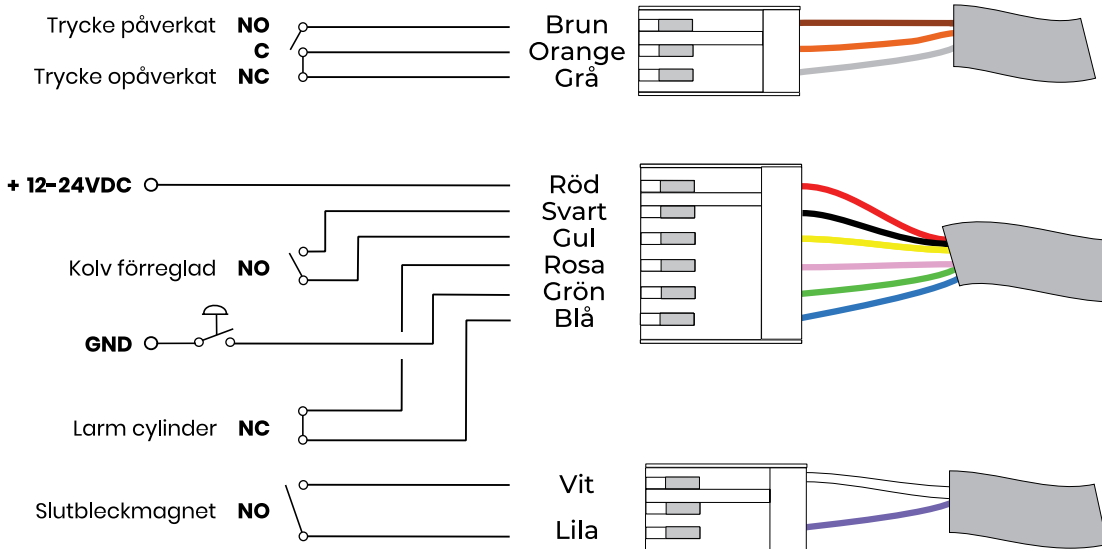 Trycke påverkat NO Brun
C Orange
Trycke opåverkat NC Grå
+ 12-24VDC Röd
Svart
Gul
Kolv förreglad NO Rosa
Grön
Blå
GND
Larm cylinder NC
Vit
Slutbleckmagnet NO
Lila